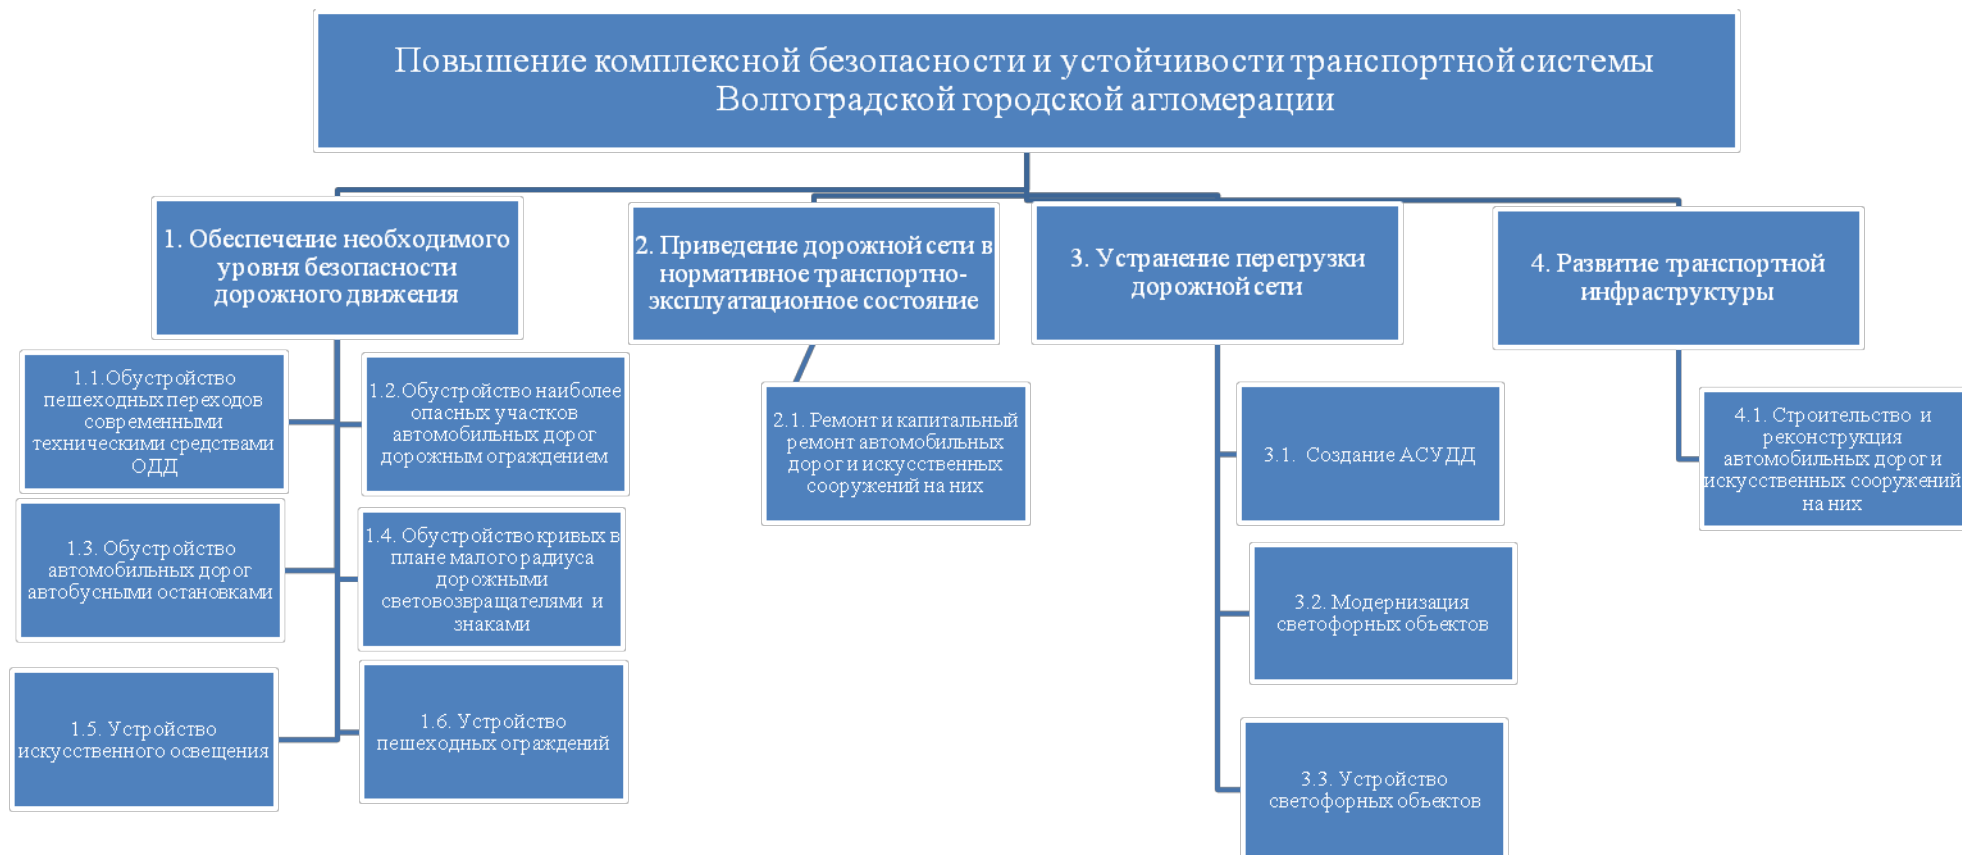 Повышение комплексной безопасности и устойчивости транспортной системы
Волгоградской городской агломерации
1. Обеспечение необходимого
уровня безопасности
дорожного движения
2. Приведение дорожной сети в
нормативное транспортно-
эксплуатационное состояние
3. Устранение перегрузки
дорожной сети
4. Развитие транспортной
инфраструктуры
1.1.Обустройство
пешеходных переходов
современными
техническими средствами
ОДД
1.2.Обустройство наиболее
опасных участков
автомобильных дорог
дорожным ограждением
1.3. Обустройство
автомобильных дорог
автобусными остановками
1.4. Обустройство кривых в
плане малого радиуса
дорожными
световозвращателями и
знаками
1.5. Устройство
искусственного освещения
1.6. Устройство
пешеходных ограждений
2.1. Ремонт и капитальный
ремонт автомобильных
дорог и искусственных
сооружений на них
3.1. Создание АСУДД
3.2. Модернизация
светофорных объектов
3.3. Устройство
светофорных объектов
4.1. Строительство и
реконструкция
автомобильных дорог и
искусственных сооружений
на них